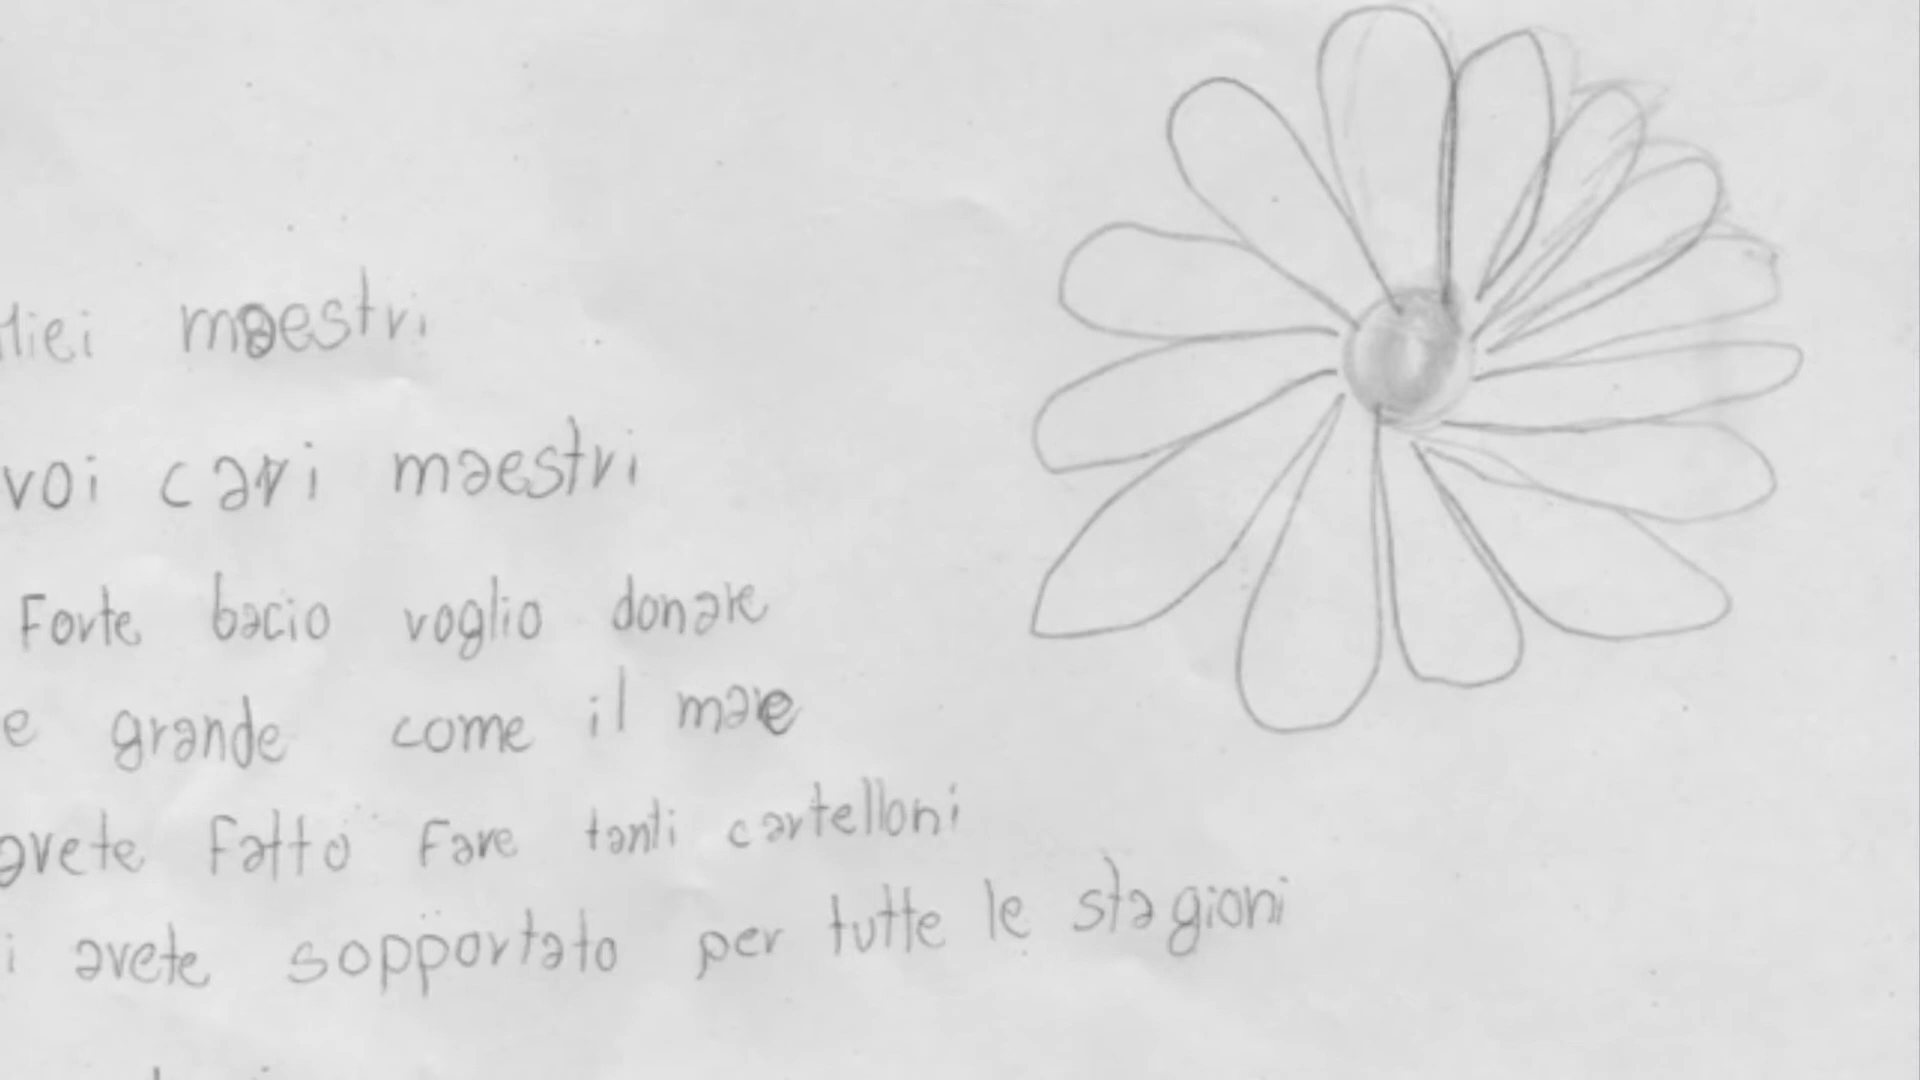 Miei maestri
voi cari maestri
Forte bacio voglio donare
e grande come il mare
avete Fatto Fare tanti cartelloni
i avete sopportato per tutte le stagioni